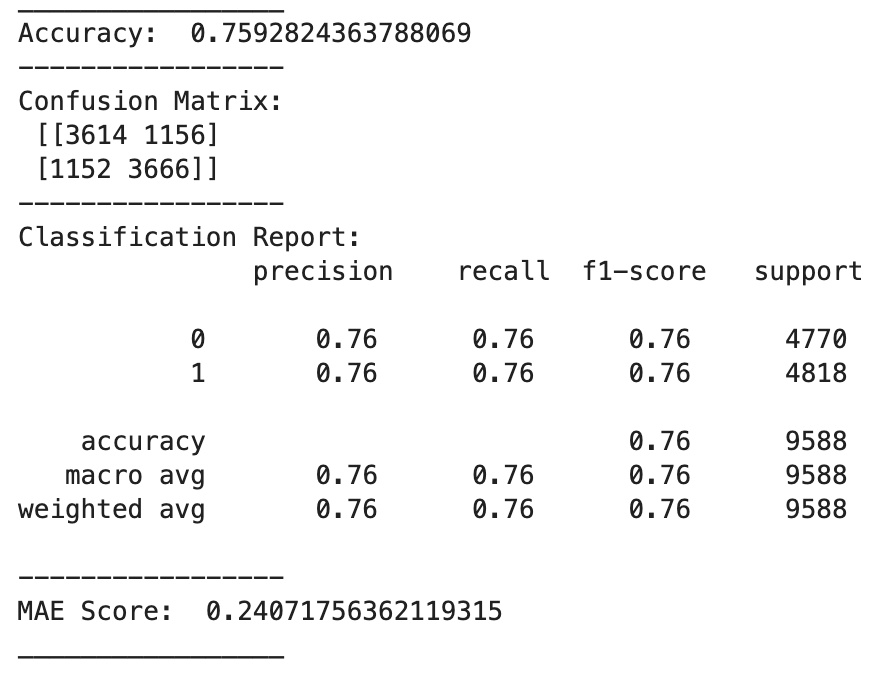 _________________
Accuracy:  0.7592824363788069
-----------------
Confusion Matrix:
 [[3614 1156]
 [1152 3666]]
-----------------
Classification Report:
               precision    recall  f1-score   support

           0       0.76      0.76      0.76      4770
           1       0.76      0.76      0.76      4818

    accuracy                           0.76      9588
   macro avg       0.76      0.76      0.76      9588
weighted avg       0.76      0.76      0.76      9588

-----------------
MAE Score:  0.24071756362119315
_________________